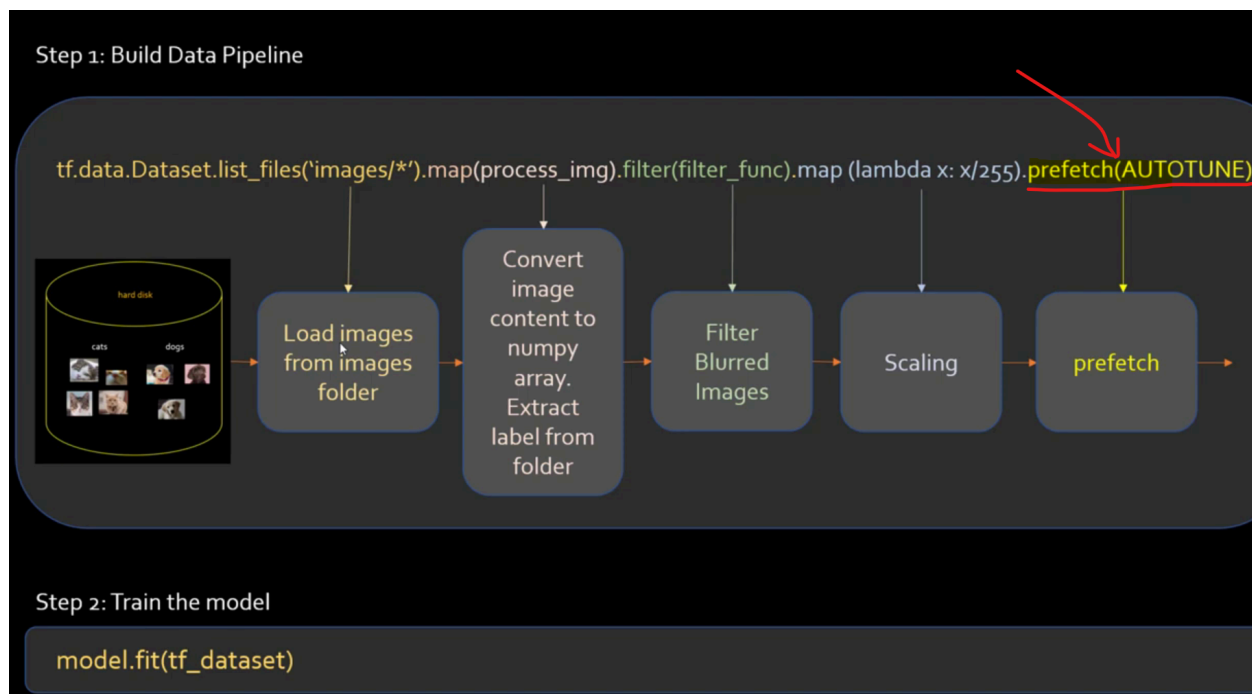 Step 1: Build Data Pipeline
tf.data.Dataset.list_files(‘images/*’).map(process_img).filter(filter_func).map (lambda x: x/255).prefetch(AUTOTUNE)
hard disk
cats dogs
Load images
from images
folder
Convert
image
content to
numpy
array.
Extract
label from
folder
Filter
Blurred
Images
Scaling
prefetch
Step 2: Train the model
model.fit(tf_dataset)